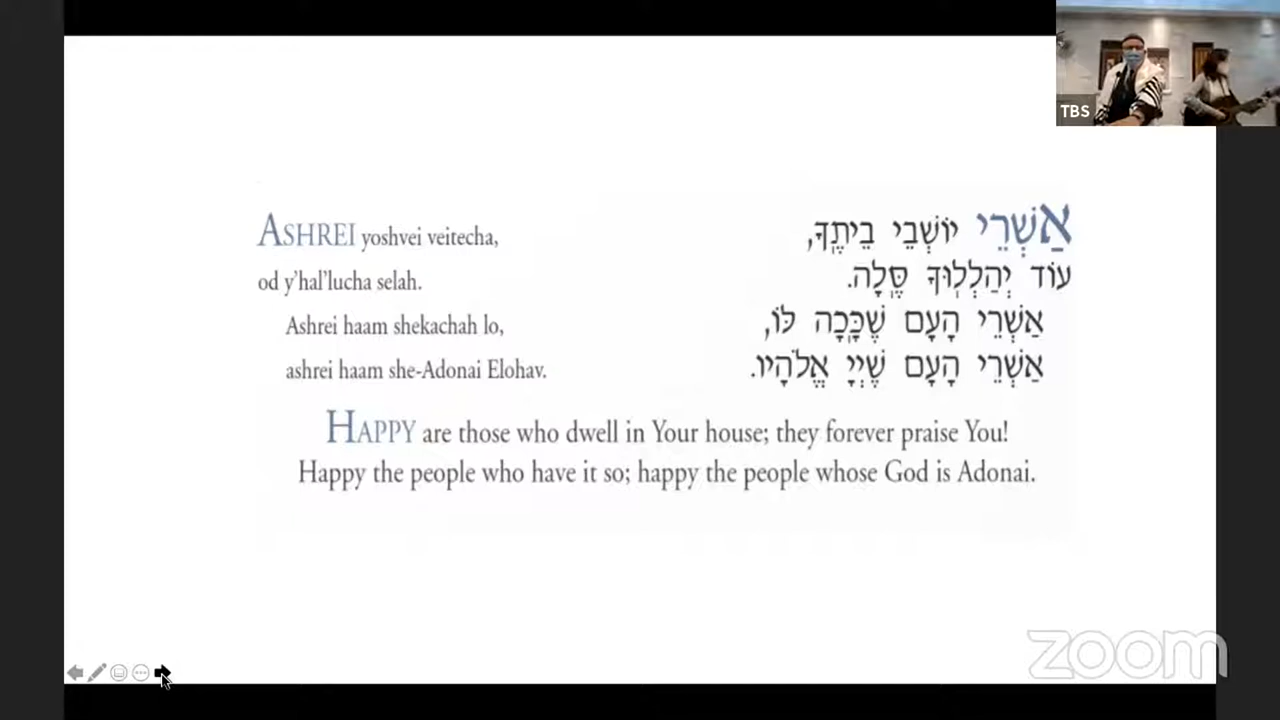 TBS
ASHREI yoshvei veitecha,
od y'hal'lucha selah.
Ashrei haam shekachah lo,
ashrei haam she-Adonai Elohav.
אַשְׁרֵי יוֹשְׁבֵי בֵיתֶֽךָ,
עוֹד יְהַלְלֽוּךָ סֶּֽלָה.
אַשְׁרֵי הָעָם שֶׁכָּֽכָה לּוֹ,
אַשְׁרֵי הָעָם שֶׁיְיָ אֱלֹהָיו.
HAPPY are those who dwell in Your house; they forever praise You!
Happy the people who have it so; happy the people whose God is Adonai.
zoom